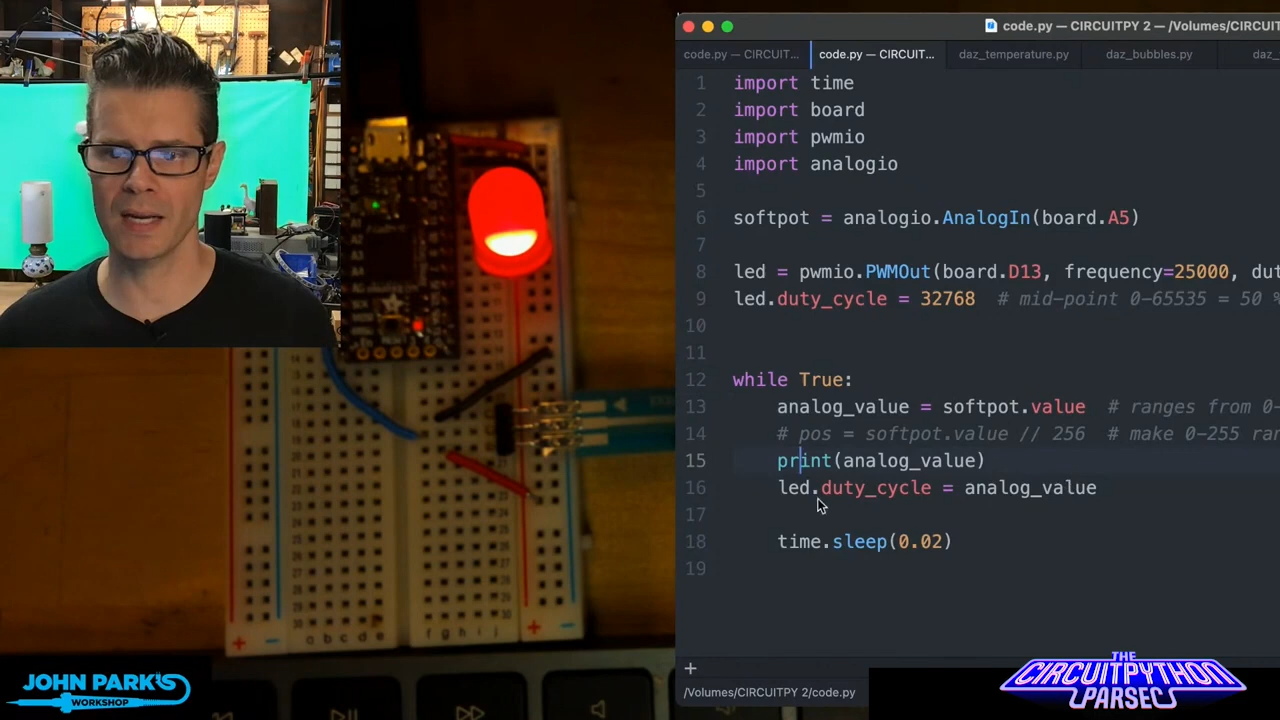 code.py — CIRCUITPY 2 — /Volumes/CIRCUIT
code.py — CIRCUIT...
code.py — CIRCUIT...
daz_temperature.py
daz_bubbles.py
daz_
1 import time
2 import board
3 import pwmio
4 import analogio
5
6 softpot = analogio.AnalogIn(board.A5)
7
8 led = pwmio.PWMOut(board.D13, frequency=25000, dut
9 led.duty_cycle = 32768 # mid-point 0-65535 = 50 %
10
11
12 while True:
13 analog_value = softpot.value # ranges from 0-
14 # pos = softpot.value // 256 # make 0-255 ran
15 print(analog_value)
16 led.duty_cycle = analog_value
17
18 time.sleep(0.02)
19
+
/Volumes/CIRCUITPY 2/code.py
a b c d e f g h i j
+ − + −
JOHN PARK'S
WORKSHOP
THE
CIRCUITPYTHON
PARSEC